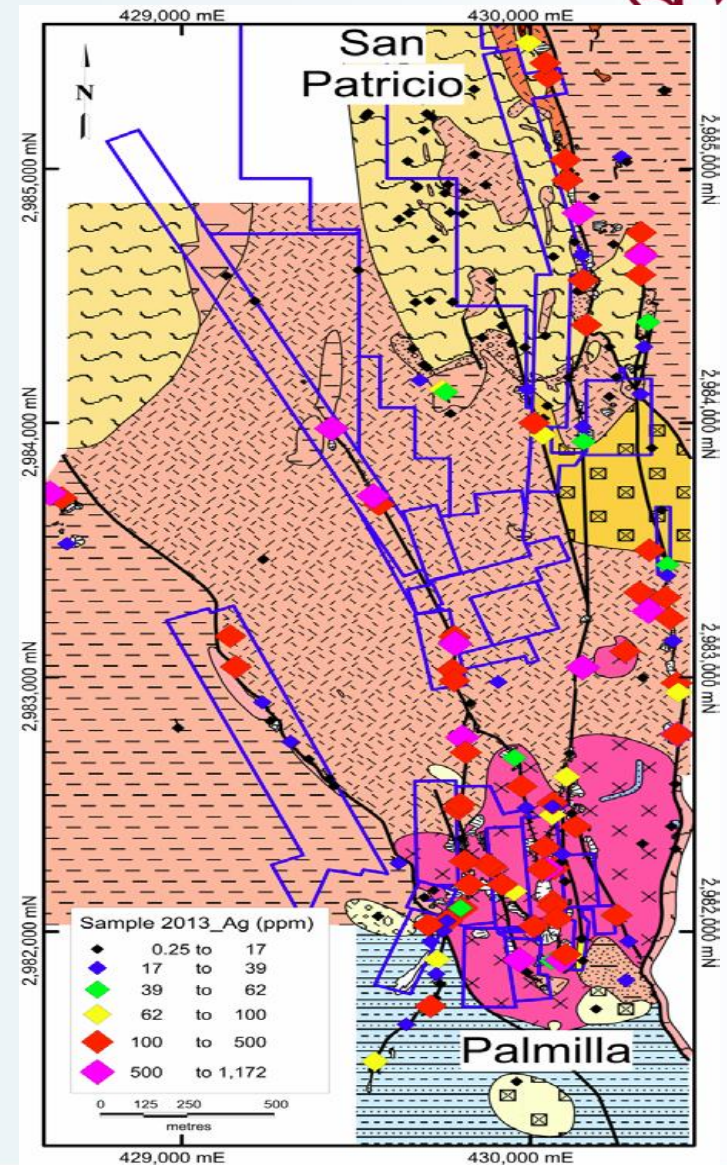 429,000 mE
430,000 mE
San
Patricio
N
2,985,000 mN
2,985,000 mN
2,984,000 mN
2,984,000 mN
2,983,000 mN
2,983,000 mN
2,982,000 mN
2,982,000 mN
Sample 2013_Ag (ppm)
0.25 to 17
17 to 39
39 to 62
62 to 100
100 to 500
500 to 1,172
0 125 250 500
metres
Palmilla
429,000 mE
430,000 mE